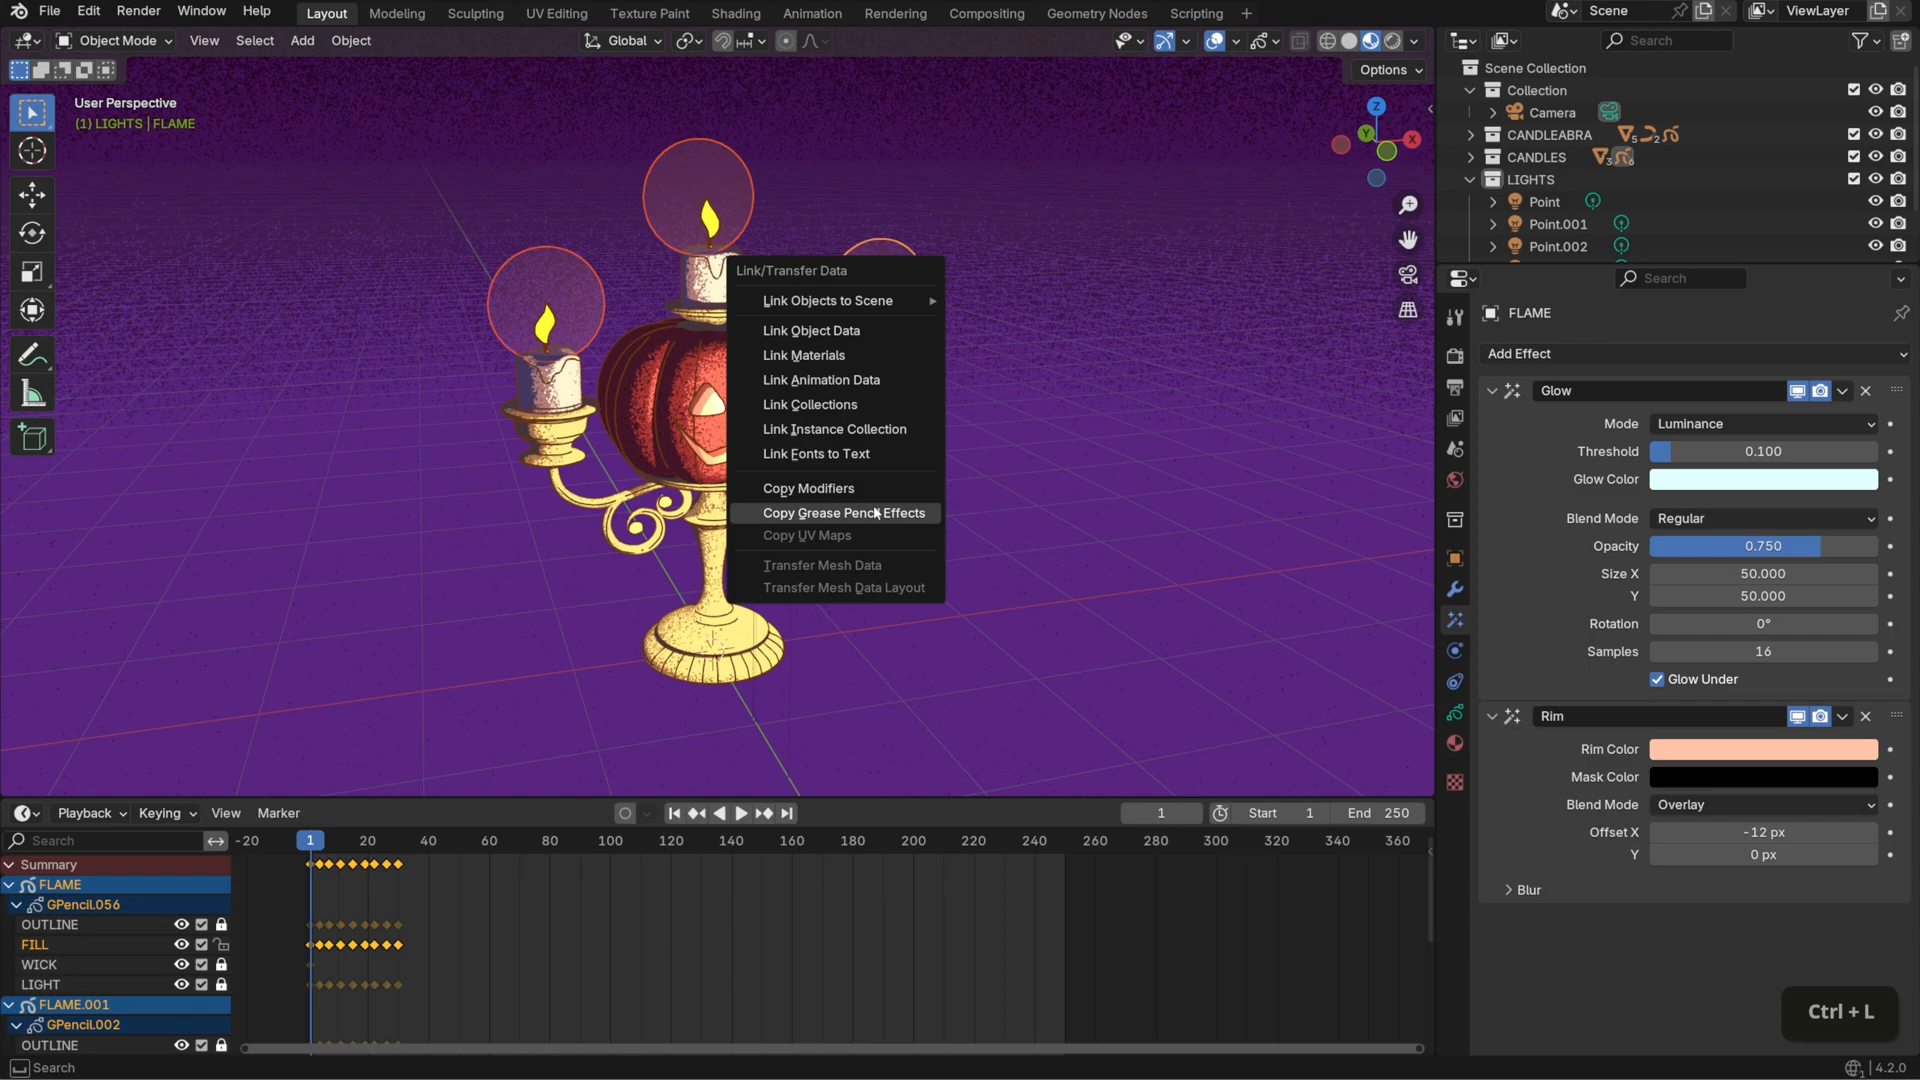 File Edit Render Window Help Layout Modeling Sculpting UV Editing Texture Paint Shading Animation Rendering Compositing Geometry Nodes Scripting + Scene ViewLayer
Object Mode View Select Add Object Global Search
Options
User Perspective
(1) LIGHTS | FLAME
Z
Y
X
Scene Collection
Collection
Camera
CANDLEABRA 5 2
CANDLES
LIGHTS
Point
Point.001
Point.002
Link/Transfer Data
Link Objects to Scene
Link Object Data
Link Materials
Link Animation Data
Link Collections
Link Instance Collection
Link Fonts to Text
Copy Modifiers
Copy Grease Pencil Effects
Copy UV Maps
Transfer Mesh Data
Transfer Mesh Data Layout
Search
FLAME
Add Effect
Glow
Mode Luminance
Threshold 0.100
Glow Color
Blend Mode Regular
Opacity 0.750
Size X 50.000
Y 50.000
Rotation 0°
Samples 16
Glow Under
Rim
Rim Color
Mask Color
Blend Mode Overlay
Offset X -12 px
Y 0 px
Blur
Playback Keying View Marker 1 Start 1 End 250
Search -20 1 20 40 60 80 100 120 140 160 180 200 220 240 260 280 300 320 340 360
Summary
FLAME
GPencil.056
OUTLINE
FILL
WICK
LIGHT
FLAME.001
GPencil.002
OUTLINE
Ctrl + L
Search 4.2.0